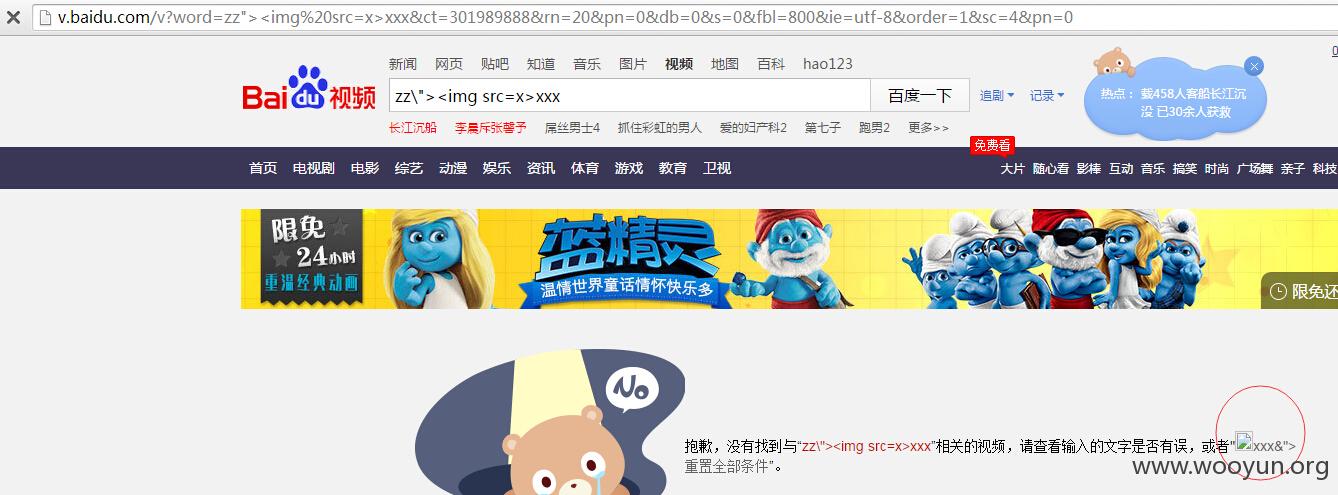 v.baidu.com/v?word=zz"><img%20src=x>xxx&ct=301989888&rn=20&pn=0&db=0&s=0&fbl=800&ie=utf-8&order=1&sc=4&pn=0
新闻 网页 贴吧 知道 音乐 图片 视频 地图 百科 hao123
Bai du 视频
zz\"><img src=x>xxx
百度一下
追剧 记录
热点： 载458人客船长江沉
没 已30余人获救
长江沉船 李晨斥张馨予 屌丝男士4 抓住彩虹的男人 爱的妇产科2 第七子 跑男2 更多>>
免费看
首页 电视剧 电影 综艺 动漫 娱乐 资讯 体育 游戏 教育 卫视
大片 随心看 影棒 互动 音乐 搞笑 时尚 广场舞 亲子 科技
限免
24小时
重温经典动画
蓝精灵
温情世界童话情怀快乐多
限免还
No
抱歉，没有找到与“zz\"><img src=x>xxx”相关的视频，请查看输入的文字是否有误，或者"xxx&">
重置全部条件”。
www.wooyun.org